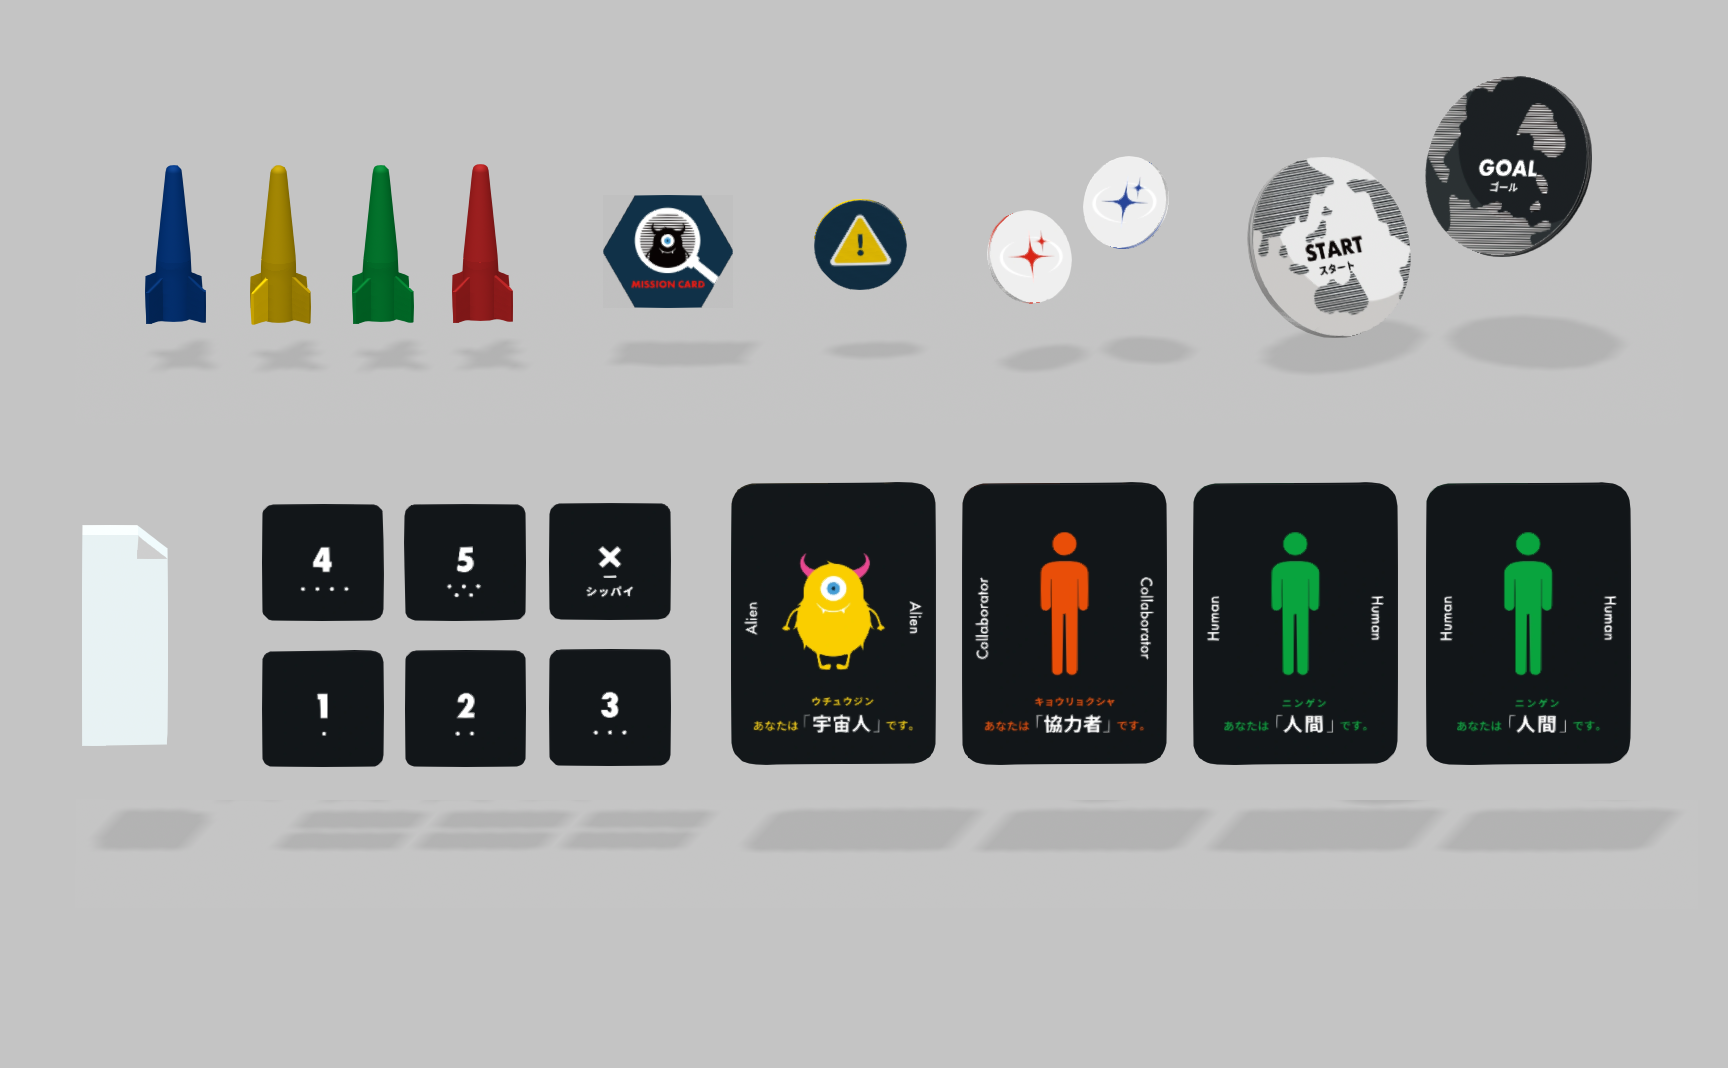 MISSION CARD
!
START
スタート
GOAL
ゴール
4
5
×
シッパイ
1
2
3
Alien
Alien
ウチュウジン
あなたは「宇宙人」です。
Collaborator
Collaborator
キョウリョクシャ
あなたは「協力者」です。
Human
Human
ニンゲン
あなたは「人間」です。
Human
Human
ニンゲン
あなたは「人間」です。